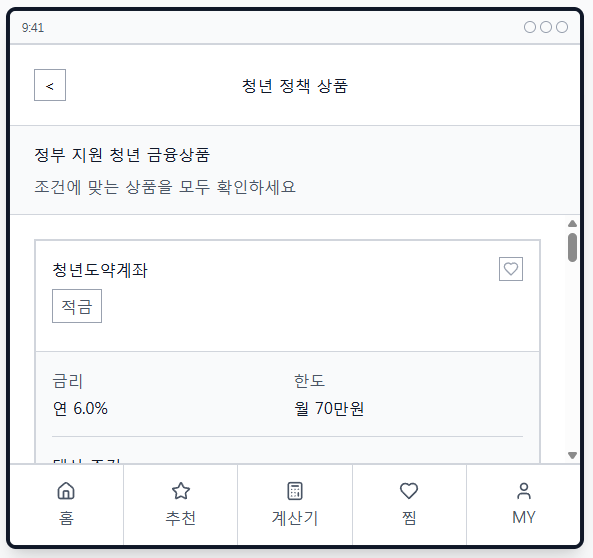 9:41
<
청년 정책 상품
정부 지원 청년 금융상품
조건에 맞는 상품을 모두 확인하세요
청년도약계좌
적금
금리 한도
연 6.0% 월 70만원
홈 추천 계산기 찜 MY